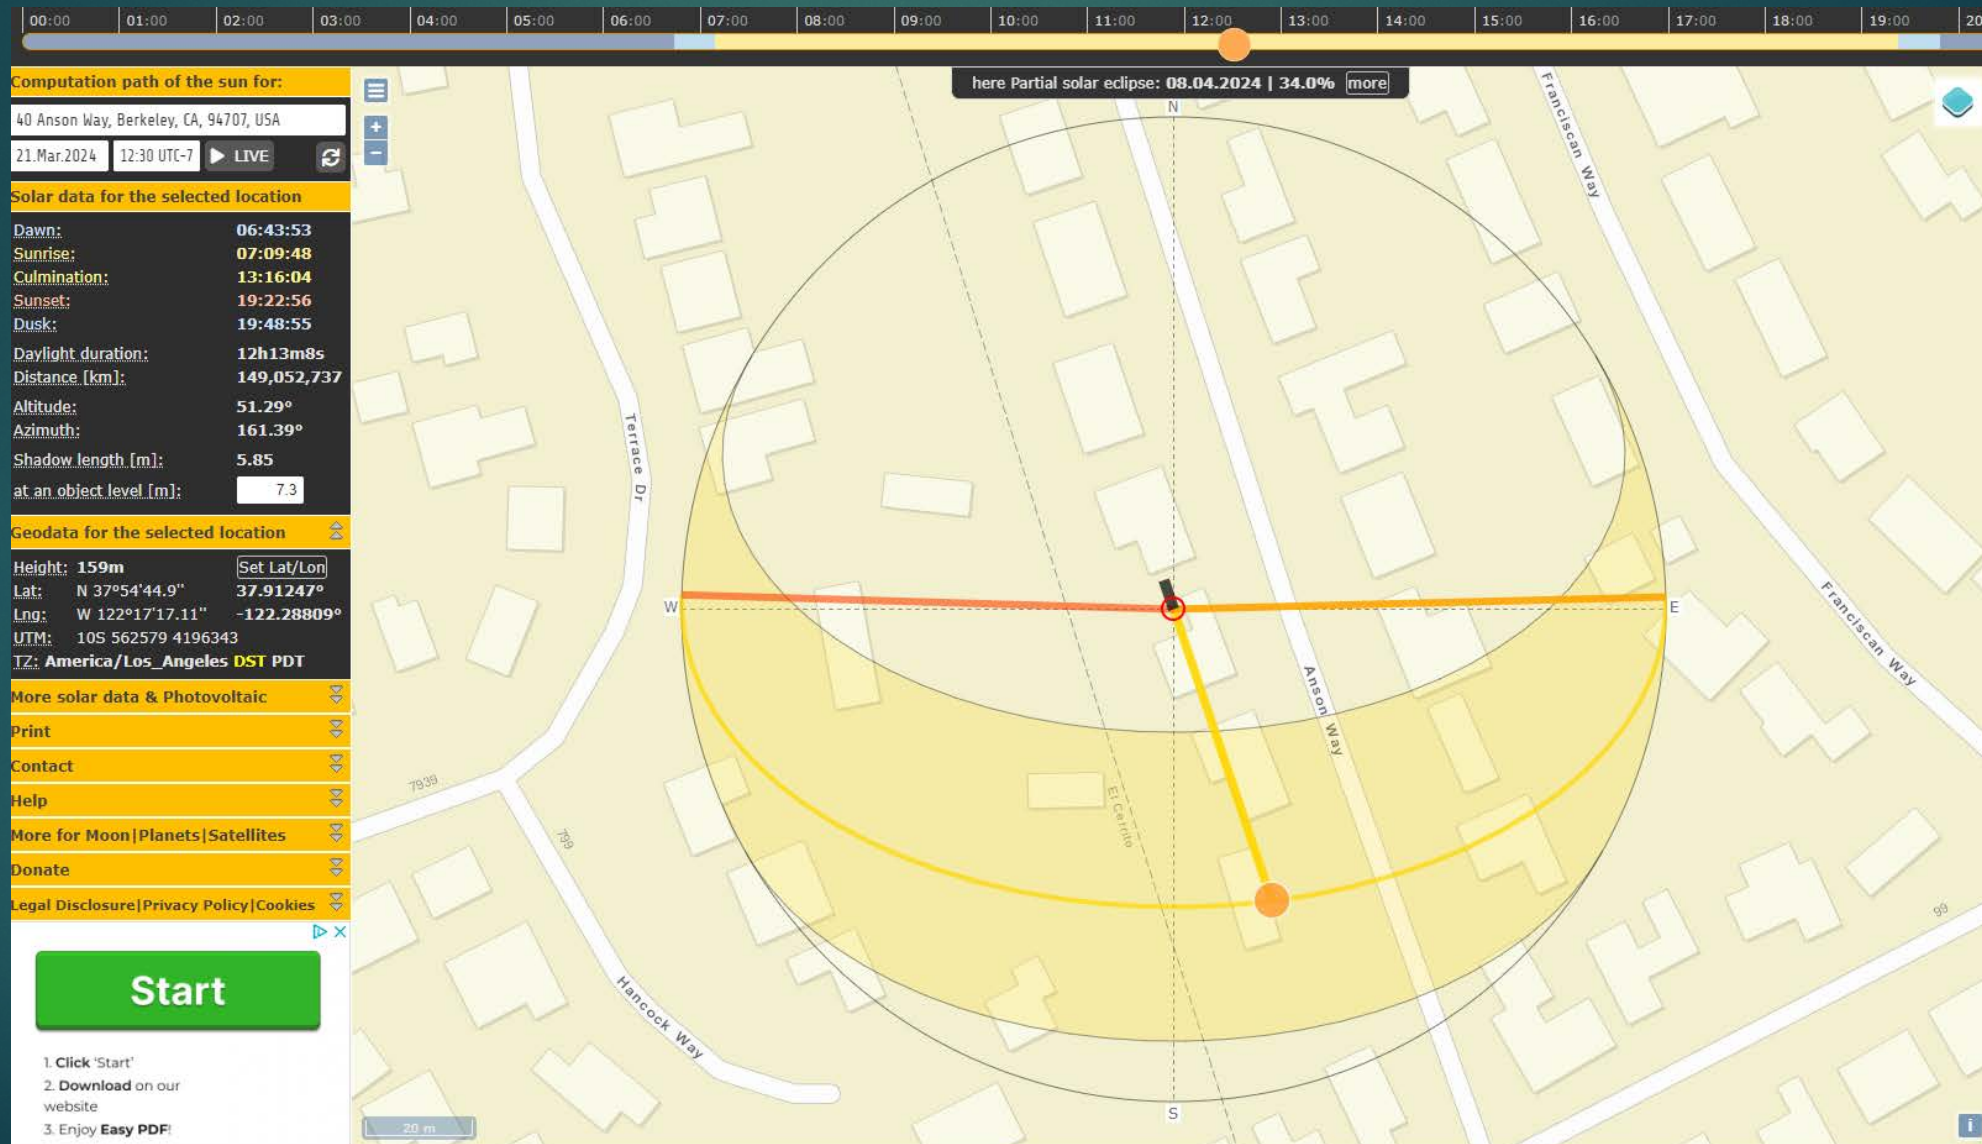 00:00 01:00 02:00 03:00 04:00 05:00 06:00 07:00 08:00 09:00 10:00 11:00 12:00 13:00 14:00 15:00 16:00 17:00 18:00 19:00 20
Computation path of the sun for:
40 Anson Way, Berkeley, CA, 94707, USA
21.Mar.2024 12:30 UTC-7 LIVE
Solar data for the selected location
Dawn: 06:43:53
Sunrise: 07:09:48
Culmination: 13:16:04
Sunset: 19:22:56
Dusk: 19:48:55
Daylight duration: 12h13m8s
Distance [km]: 149,052,737
Altitude: 51.29°
Azimuth: 161.39°
Shadow length [m]: 5.85
at an object level [m]: 7.3
Geodata for the selected location
Height: 159m Set Lat/Lon
Lat: N 37°54'44.9'' 37.91247°
Lng: W 122°17'17.11'' -122.28809°
UTM: 10S 562579 4196343
TZ: America/Los_Angeles DST PDT
More solar data & Photovoltaic
Print
Contact
Help
More for Moon|Planets|Satellites
Donate
Legal Disclosure|Privacy Policy|Cookies
Start
1. Click 'Start'
2. Download on our
website
3. Enjoy Easy PDF!
+
−
here Partial solar eclipse: 08.04.2024 | 34.0% more
N
Franciscan Way
Terrace Dr
W
E
Anson Way
Franciscan Way
7939
799
El Cerrito
99
Hancock Way
S
20 m
i